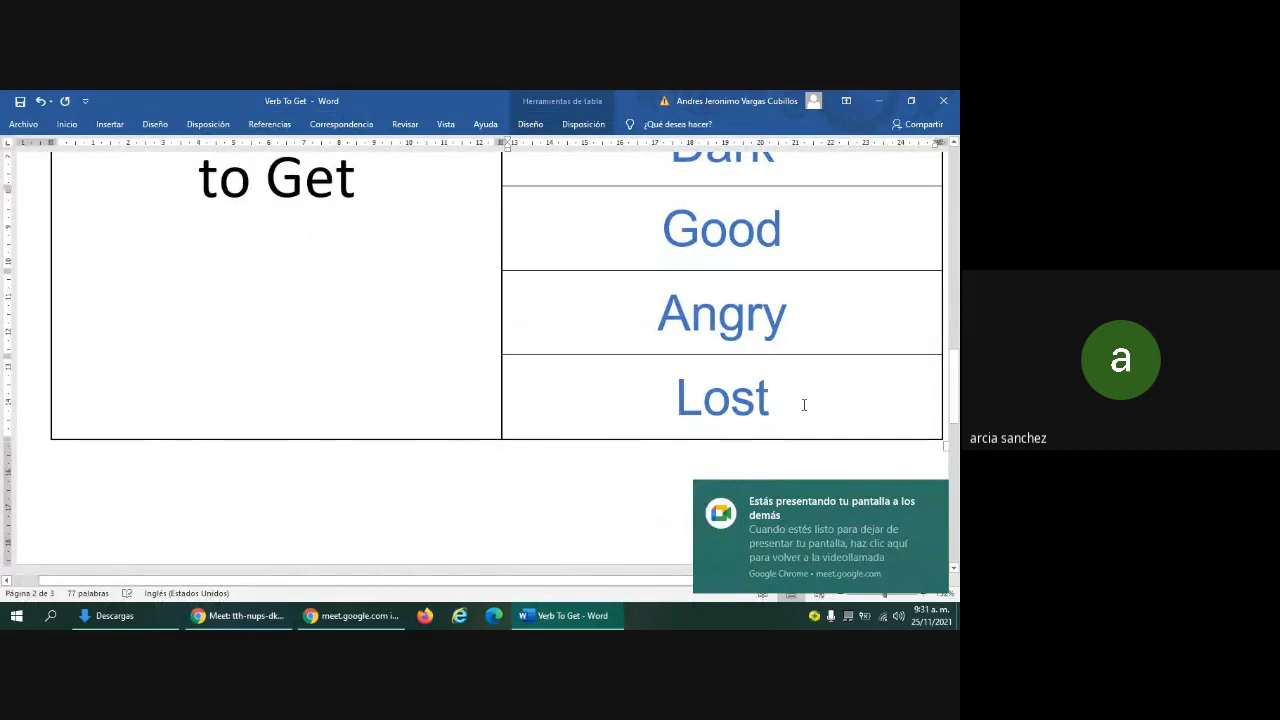 Verb To Get - Word
Herramientas de tabla
Andres Jeronimo Vargas Cubillos
Archivo Inicio Insertar Diseño Disposición Referencias Correspondencia Revisar Vista Ayuda Diseño Disposición ¿Qué desea hacer? Compartir
Dark
to Get
Good
Angry
Lost
a
arcia sanchez
Estás presentando tu pantalla a los
demás
Cuando estés listo para dejar de
presentar tu pantalla, haz clic aquí
para volver a la videollamada
Google Chrome • meet.google.com
Página 2 de 3 77 palabras Inglés (Estados Unidos)
Descargas Meet: tth-nups-dk... meet.google.com i... Verb To Get - Word
9:31 a. m.
25/11/2021